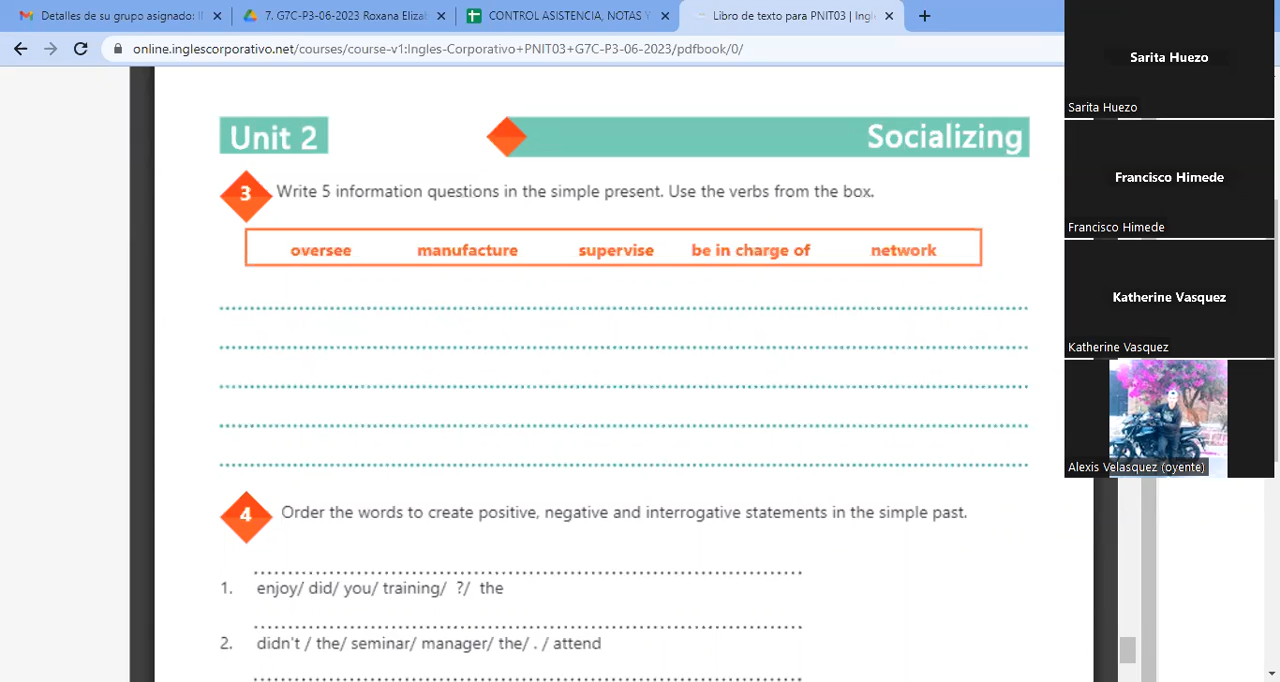 Detalles de su grupo asignado: II
7. G7C-P3-06-2023 Roxana Elizab
CONTROL ASISTENCIA, NOTAS Y
Libro de texto para PNIT03 | Ingle
online.inglescorporativo.net/courses/course-v1:Ingles-Corporativo+PNIT03+G7C-P3-06-2023/pdfbook/0/
Unit 2
Socializing
3 Write 5 information questions in the simple present. Use the verbs from the box.
oversee manufacture supervise be in charge of network
4 Order the words to create positive, negative and interrogative statements in the simple past.
1. enjoy/ did/ you/ training/ ?/ the
2. didn't / the/ seminar/ manager/ the/ . / attend
Sarita Huezo
Sarita Huezo
Francisco Himede
Francisco Himede
Katherine Vasquez
Katherine Vasquez
Alexis Velasquez (oyente)